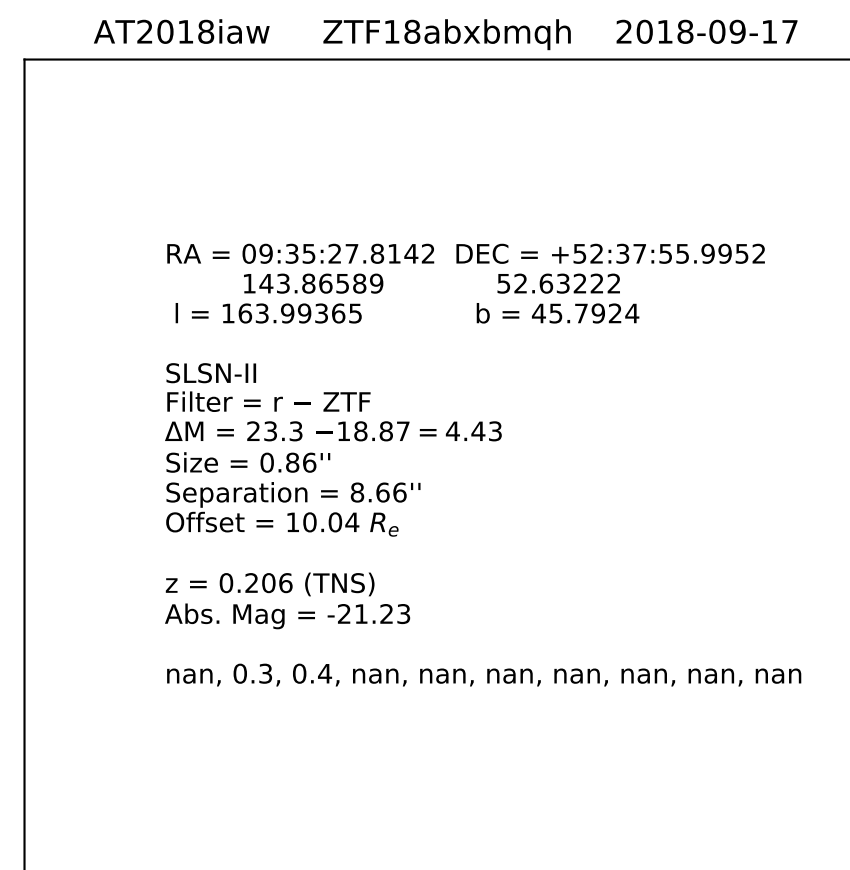 AT2018iaw ZTF18abxbmqh 2018-09-17
RA = 09:35:27.8142 DEC = +52:37:55.9952
143.86589 52.63222
l = 163.99365 b = 45.7924
SLSN-II
Filter = r − ZTF
ΔM = 23.3 −18.87 = 4.43
Size = 0.86''
Separation = 8.66''
Offset = 10.04 Rₑ
z = 0.206 (TNS)
Abs. Mag = -21.23
nan, 0.3, 0.4, nan, nan, nan, nan, nan, nan, nan